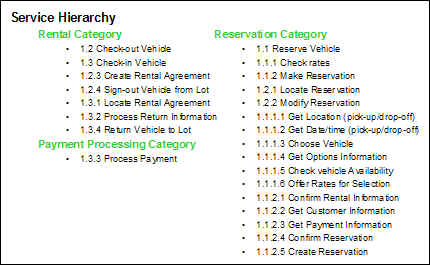 Service Hierarchy
Rental Category
• 1.2 Check-out Vehicle
• 1.3 Check-in Vehicle
• 1.2.3 Create Rental Agreement
• 1.2.4 Sign-out Vehicle from Lot
• 1.3.1 Locate Rental Agreement
• 1.3.2 Process Return Information
• 1.3.4 Return Vehicle to Lot
Payment Processing Category
• 1.3.3 Process Payment
Reservation Category
• 1.1 Reserve Vehicle
• 1.1.1 Check rates
• 1.1.2 Make Reservation
• 1.2.1 Locate Reservation
• 1.2.2 Modify Reservation
• 1.1.1.1 Get Location (pick-up/drop-off)
• 1.1.1.2 Get Date/time (pick-up/drop-off)
• 1.1.1.3 Choose Vehicle
• 1.1.1.4 Get Options Information
• 1.1.1.5 Check vehicle Availability
• 1.1.1.6 Offer Rates for Selection
• 1.1.2.1 Confirm Rental Information
• 1.1.2.2 Get Customer Information
• 1.1.2.3 Get Payment Information
• 1.1.2.4 Confirm Reservation
• 1.1.2.5 Create Reservation